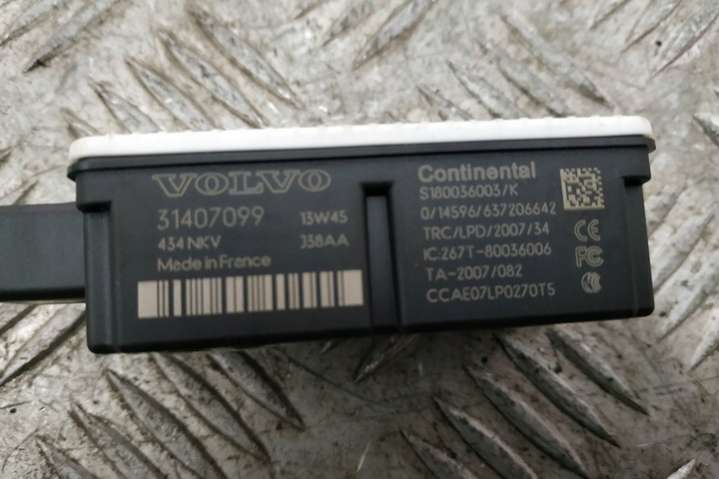 VOLVO
31407099 13W45
434 NKV J38AA
Made in France
Continental
S180036003/K
0/14596/637206642
TRC/LPD/2007/34
IC:267T-80036006
TA-2007/082
CCAE07LP0270T5
CE
FC